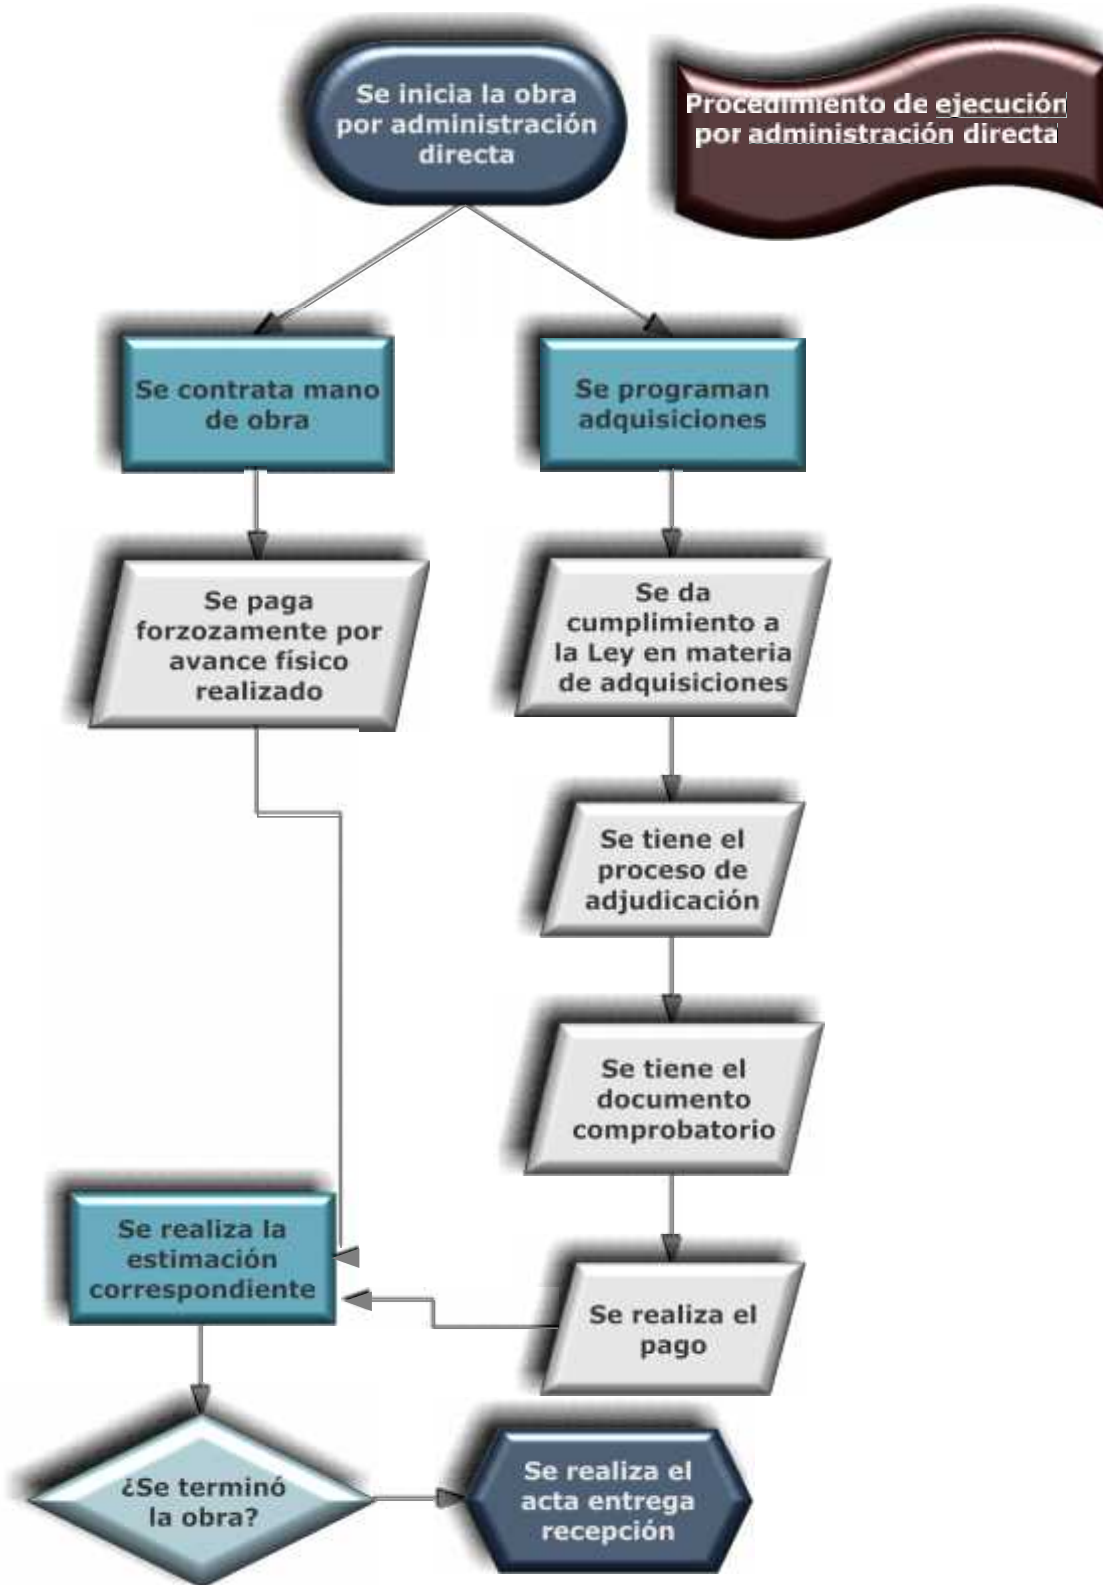 Se inicia la obra
por administración
directa
Procedimiento de ejecución
por administración directa
Se contrata mano
de obra
Se programan
adquisiciones
Se paga
forzozamente por
avance físico
realizado
Se da
cumplimiento a
la Ley en materia
de adquisiciones
Se tiene el
proceso de
adjudicación
Se tiene el
documento
comprobatorio
Se realiza la
estimación
correspondiente
Se realiza el
pago
¿Se terminó
la obra?
Se realiza el
acta entrega
recepción